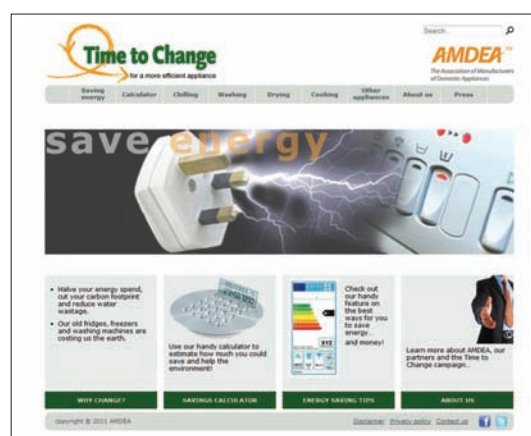 Search...
Time to Change
for a more efficient appliance
AMDEA™
The Association of Manufacturers
of Domestic Appliances
Saving energy
Calculator
Chilling
Washing
Drying
Cooking
Other appliances
About us
Press
save energy
• Halve your energy spend,
cut your carbon footprint
and reduce water
wastage.
• Our old fridges, freezers
and washing machines are
costing us the earth.
Use our handy calculator to
estimate how much you could
save and help the
environment!
XYZ
Check out
our handy
feature on
the best
ways for you
to save
energy...
and money!
Learn more about AMDEA, our
partners and the Time to
Change campaign..
WHY CHANGE?
SAVINGS CALCULATOR
ENERGY SAVING TIPS
ABOUT US
copyright © 2011 AMDEA
Disclaimer Privacy policy Contact us